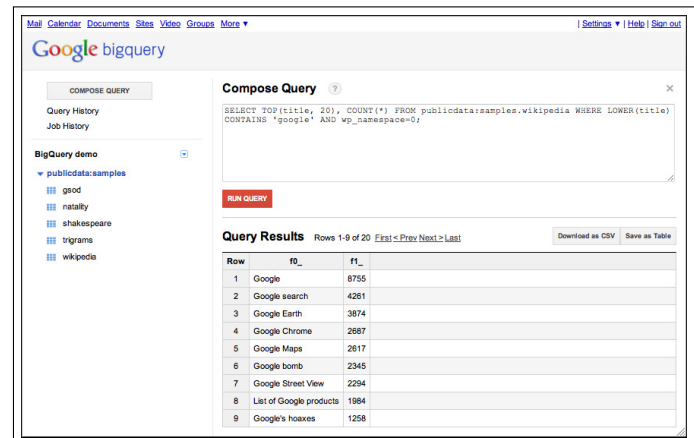 Mail Calendar Documents Sites Video Groups More ▼ | Settings ▼ | Help | Sign out
Google bigquery
COMPOSE QUERY
Query History
Job History
BigQuery demo
publicdata:samples
gsod
natality
shakespeare
trigrams
wikipedia
Compose Query ? ×
SELECT TOP(title, 20), COUNT(*) FROM publicdata:samples.wikipedia WHERE LOWER(title)
CONTAINS 'google' AND wp_namespace=0;
RUN QUERY
Query Results Rows 1-9 of 20 First < Prev Next > Last Download as CSV Save as Table
Row f0_ f1_
1 Google 8755
2 Google search 4261
3 Google Earth 3874
4 Google Chrome 2687
5 Google Maps 2617
6 Google bomb 2345
7 Google Street View 2294
8 List of Google products 1984
9 Google's hoaxes 1258